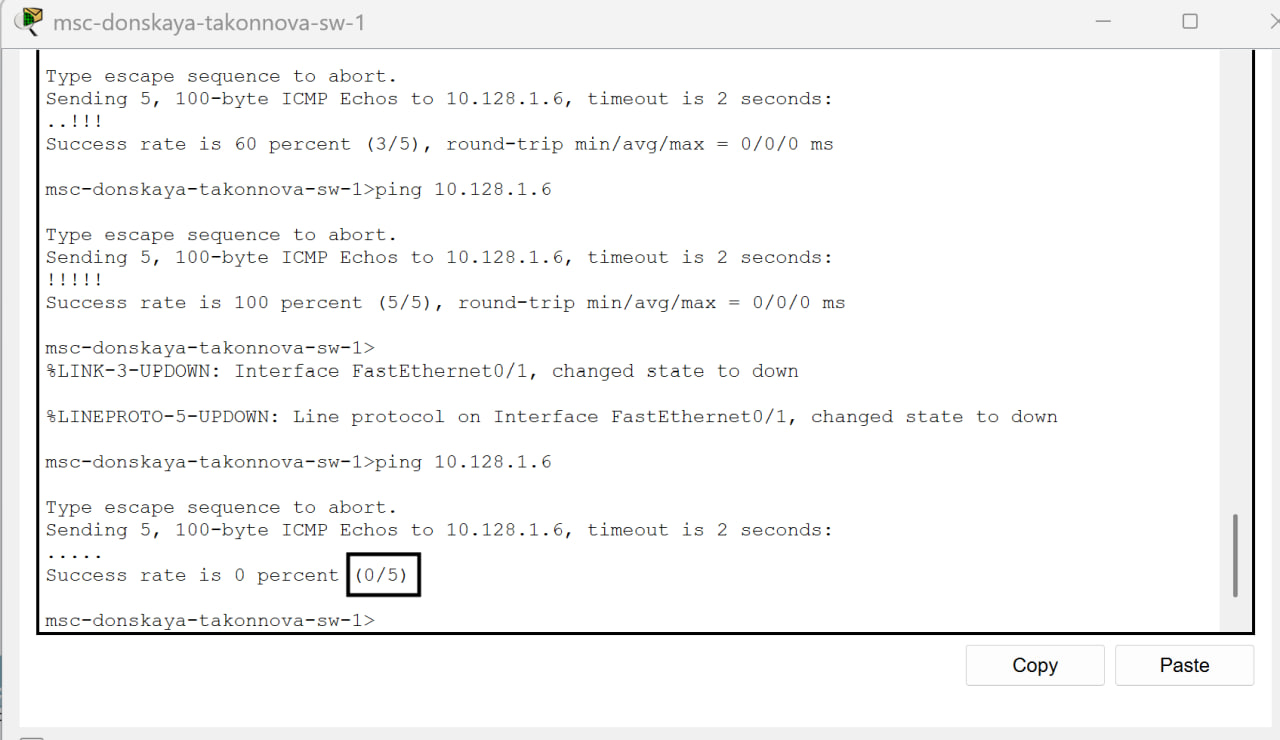 msc-donskaya-takonnova-sw-1
Type escape sequence to abort.
Sending 5, 100-byte ICMP Echos to 10.128.1.6, timeout is 2 seconds:
..!!!
Success rate is 60 percent (3/5), round-trip min/avg/max = 0/0/0 ms
msc-donskaya-takonnova-sw-1>ping 10.128.1.6
Type escape sequence to abort.
Sending 5, 100-byte ICMP Echos to 10.128.1.6, timeout is 2 seconds:
!!!!!
Success rate is 100 percent (5/5), round-trip min/avg/max = 0/0/0 ms
msc-donskaya-takonnova-sw-1>
%LINK-3-UPDOWN: Interface FastEthernet0/1, changed state to down
%LINEPROTO-5-UPDOWN: Line protocol on Interface FastEthernet0/1, changed state to down
msc-donskaya-takonnova-sw-1>ping 10.128.1.6
Type escape sequence to abort.
Sending 5, 100-byte ICMP Echos to 10.128.1.6, timeout is 2 seconds:
.....
Success rate is 0 percent (0/5)
msc-donskaya-takonnova-sw-1>
Copy Paste